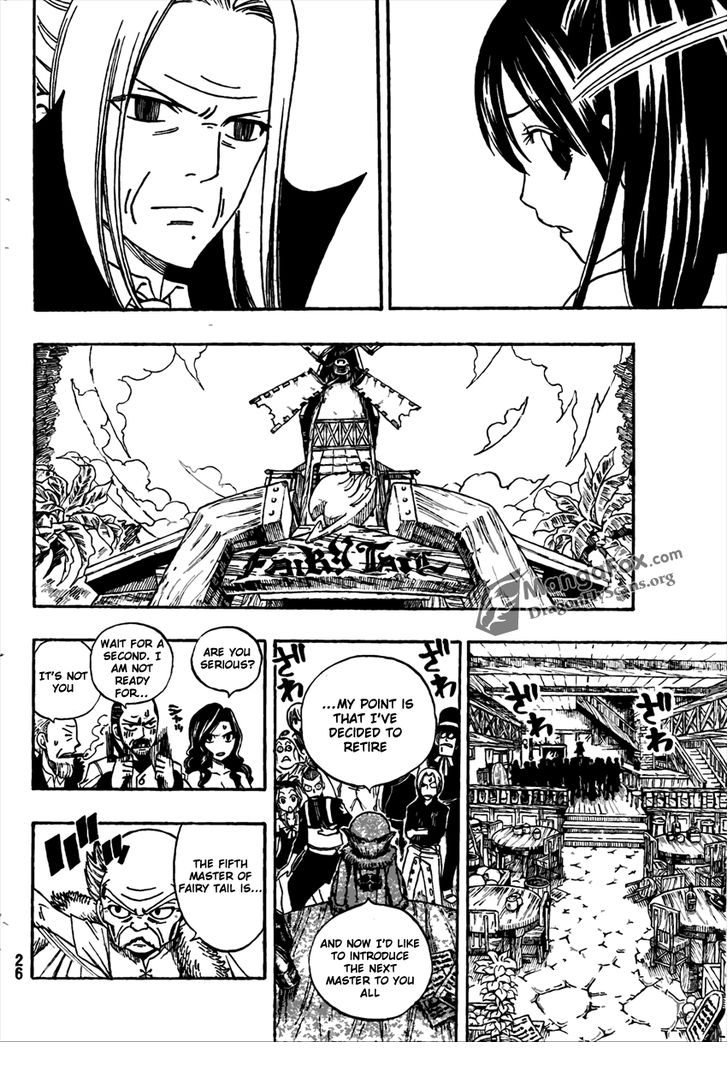 FAIRY TAIL
MangaFox.com
ざわ
ざわ
ざわ
...MY POINT
IS THAT I'VE
DECIDED TO
RETIRE
ざわ
AND NOW I'D LIKE
TO INTRODUCE
THE NEXT
MASTER TO YOU
ALL
ARE YOU
SERIOUS?
WAIT FOR A
SECOND. I
AM NOT
READY
FOR...
IT'S NOT
YOU
THE FIFTH
MASTER OF
FAIRY TAIL IS...
26